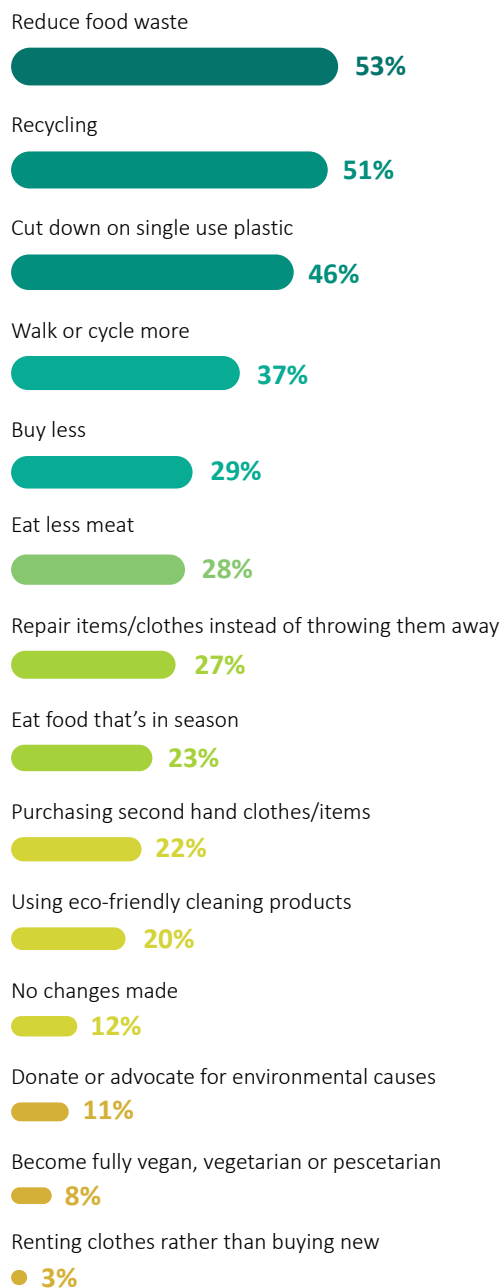 Reduce food waste
53%
Recycling
51%
Cut down on single use plastic
46%
Walk or cycle more
37%
Buy less
29%
Eat less meat
28%
Repair items/clothes instead of throwing them away
27%
Eat food that’s in season
23%
Purchasing second hand clothes/items
22%
Using eco-friendly cleaning products
20%
No changes made
12%
Donate or advocate for environmental causes
11%
Become fully vegan, vegetarian or pescetarian
8%
Renting clothes rather than buying new
3%